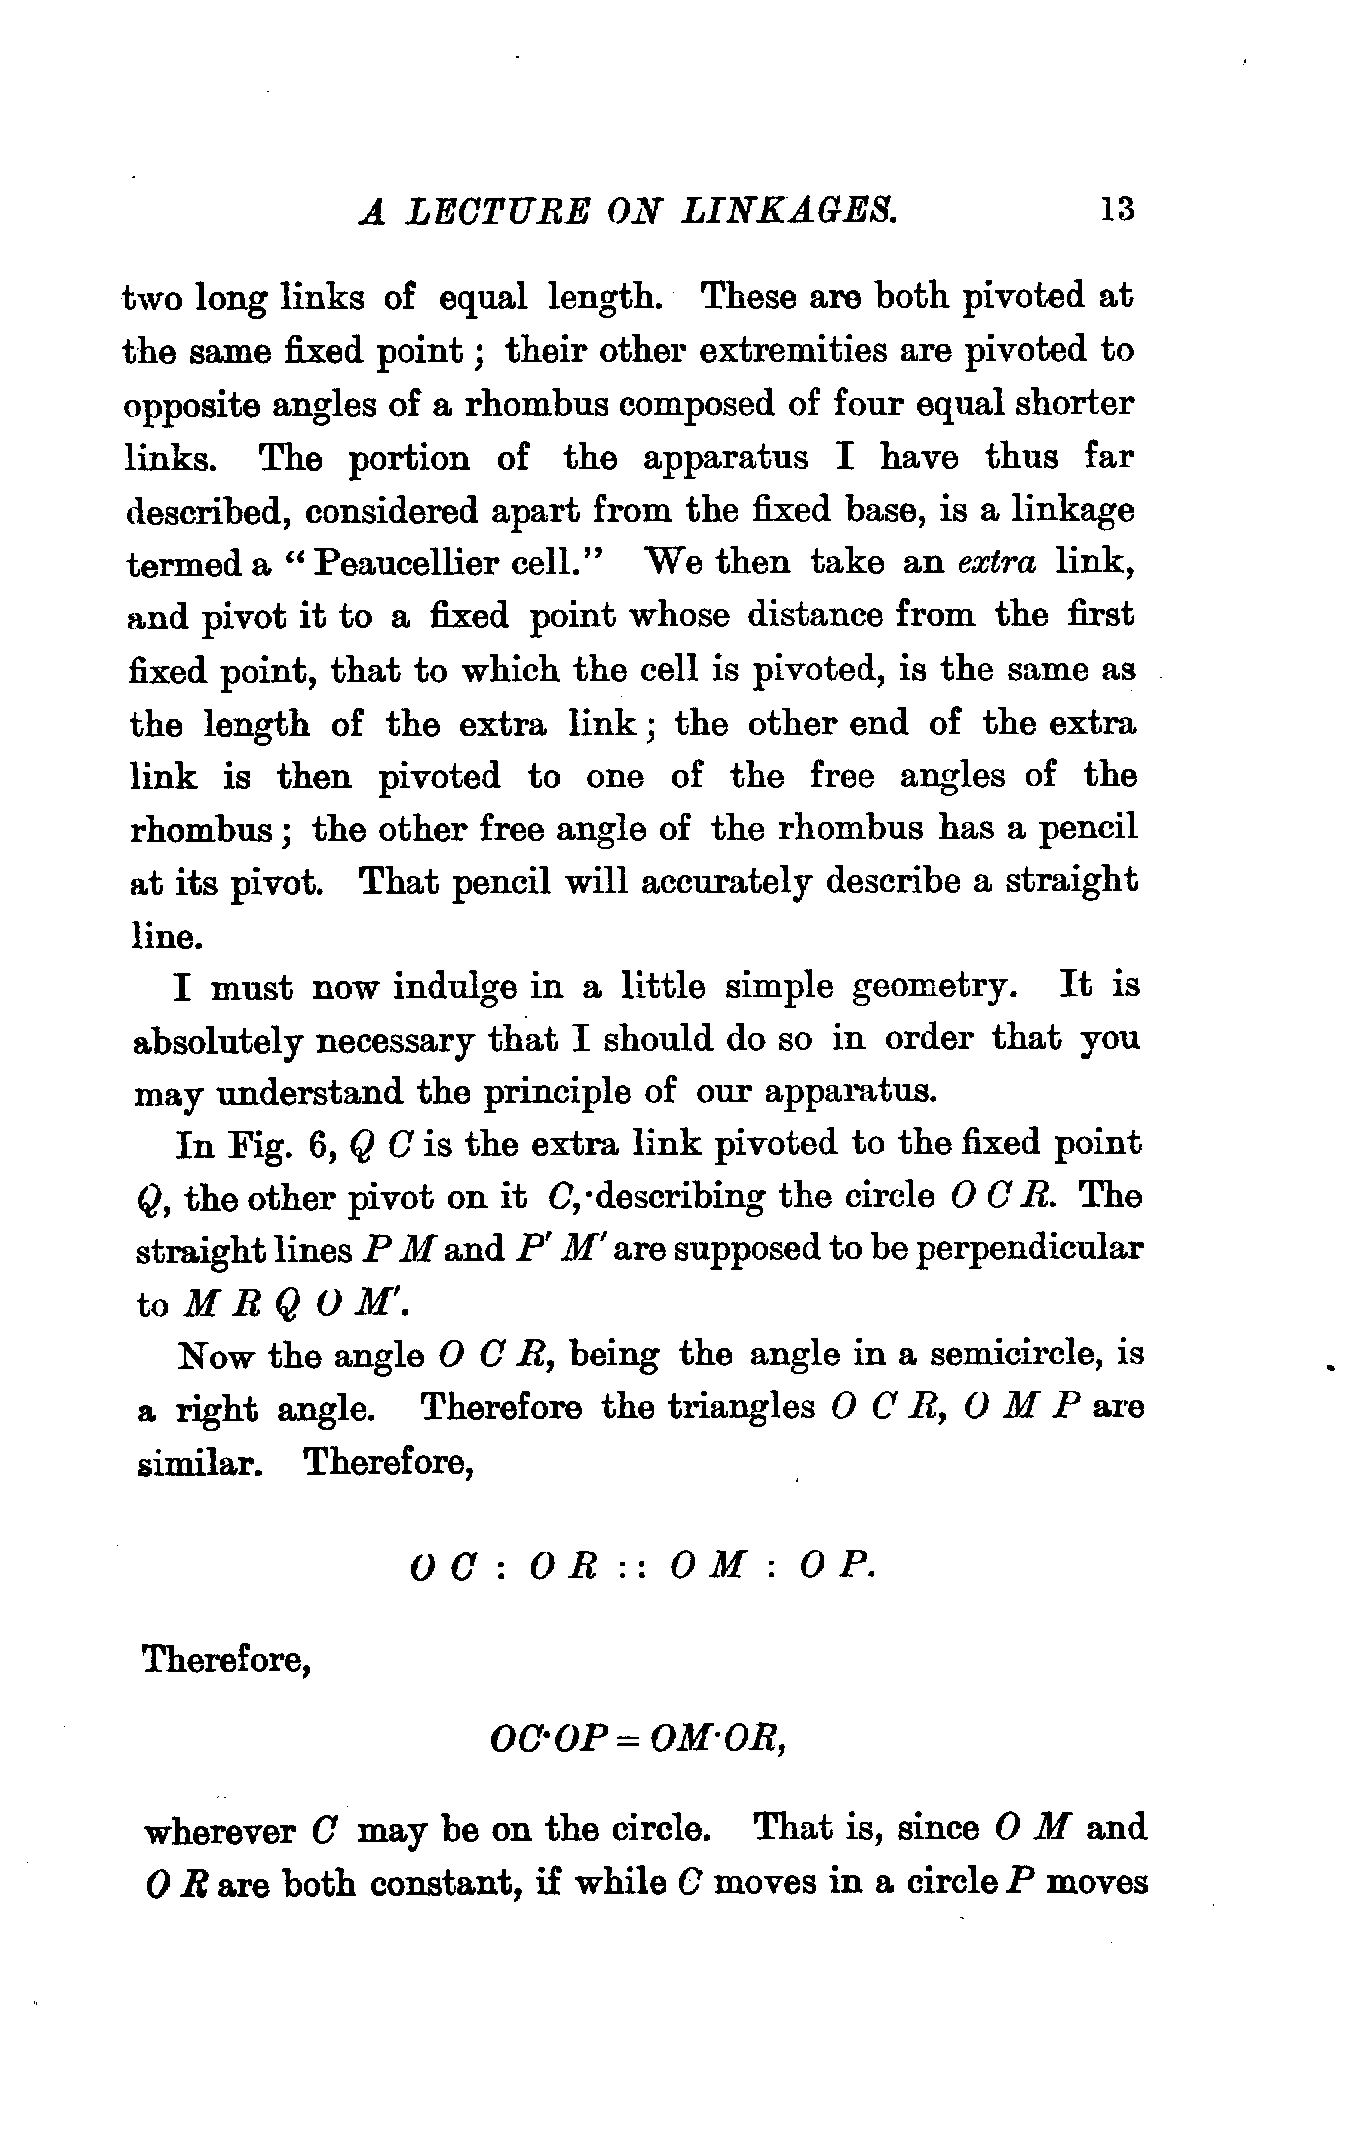 A LECTURE ON LINKAGES. 13
two long links of equal length. These are both pivoted at
the same fixed point ; their other extremities are pivoted to
opposite angles of a rhombus composed of four equal shorter
links. The portion of the apparatus I have thus far
described, considered apart from the fixed base, is a linkage
termed a “ Peaucellier cell.” We then take an extra link,
and pivot it to a fixed point whose distance from the first
fixed point, that to which the cell is pivoted, is the same as
the length of the extra link ; the other end of the extra
link is then pivoted to one of the free angles of the
rhombus ; the other free angle of the rhombus has a pencil
at its pivot. That pencil will accurately describe a straight
line.
I must now indulge in a little simple geometry. It is
absolutely necessary that I should do so in order that you
may understand the principle of our apparatus.
In Fig. 6, Q C is the extra link pivoted to the fixed point
Q, the other pivot on it C, describing the circle O C R. The
straight lines P M and P′ M′ are supposed to be perpendicular
to M R Q O M′.
Now the angle O C R, being the angle in a semicircle, is
a right angle. Therefore the triangles O C R, O M P are
similar. Therefore,
O C : O R :: O M : O P.
Therefore,
OC·OP = OM·OR,
wherever C may be on the circle. That is, since O M and
O R are both constant, if while C moves in a circle P moves